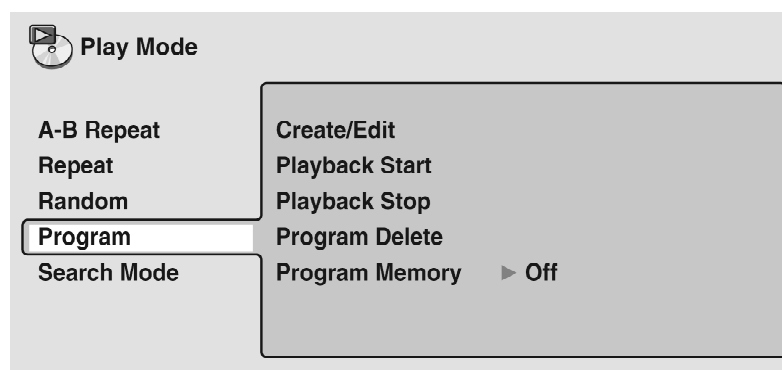 Play Mode
A-B Repeat
Repeat
Random
Program
Search Mode
Create/Edit
Playback Start
Playback Stop
Program Delete
Program Memory ▶ Off